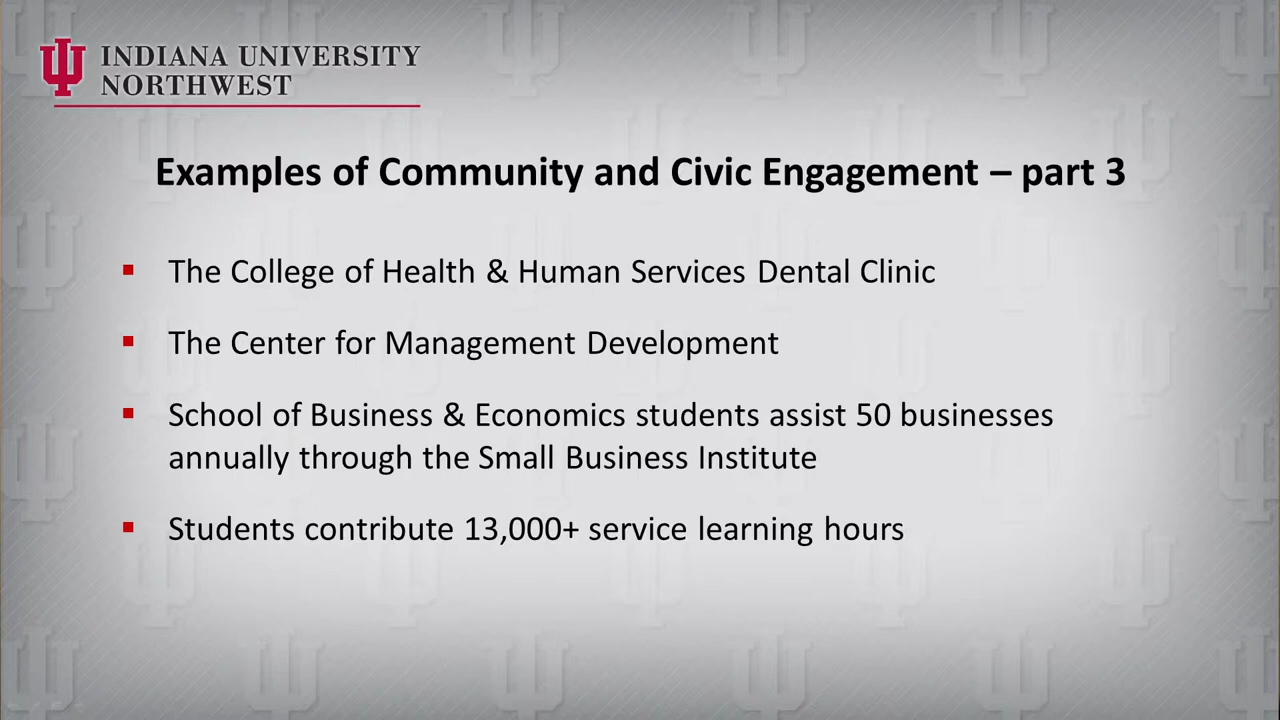 INDIANA UNIVERSITY
NORTHWEST
Examples of Community and Civic Engagement – part 3
▪ The College of Health & Human Services Dental Clinic
▪ The Center for Management Development
▪ School of Business & Economics students assist 50 businesses
annually through the Small Business Institute
▪ Students contribute 13,000+ service learning hours